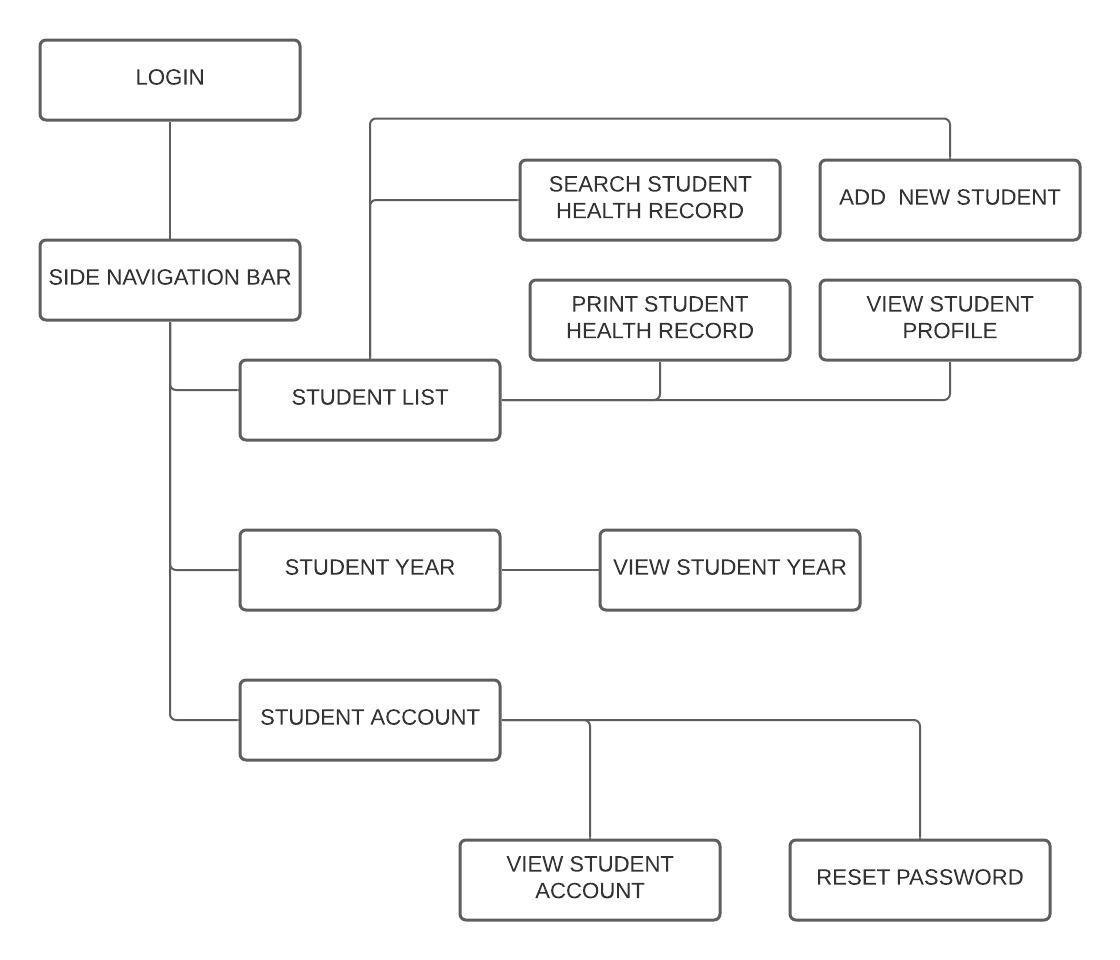 LOGIN
SEARCH STUDENT
HEALTH RECORD
ADD  NEW STUDENT
SIDE NAVIGATION BAR
PRINT STUDENT
HEALTH RECORD
VIEW STUDENT
PROFILE
STUDENT LIST
STUDENT YEAR
VIEW STUDENT YEAR
STUDENT ACCOUNT
VIEW STUDENT
ACCOUNT
RESET PASSWORD